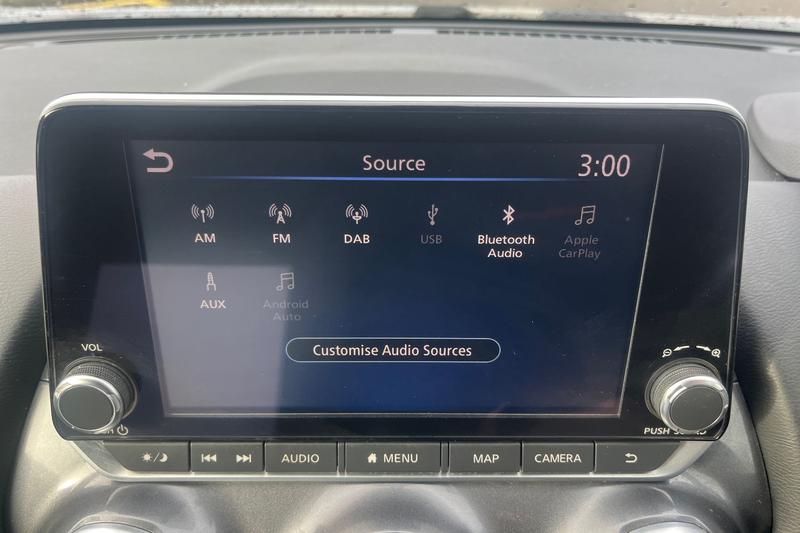 Source
3:00
AM
FM
DAB
USB
Bluetooth
Audio
Apple
CarPlay
AUX
Android
Auto
Customise Audio Sources
VOL
PUSH
AUDIO
MENU
MAP
CAMERA